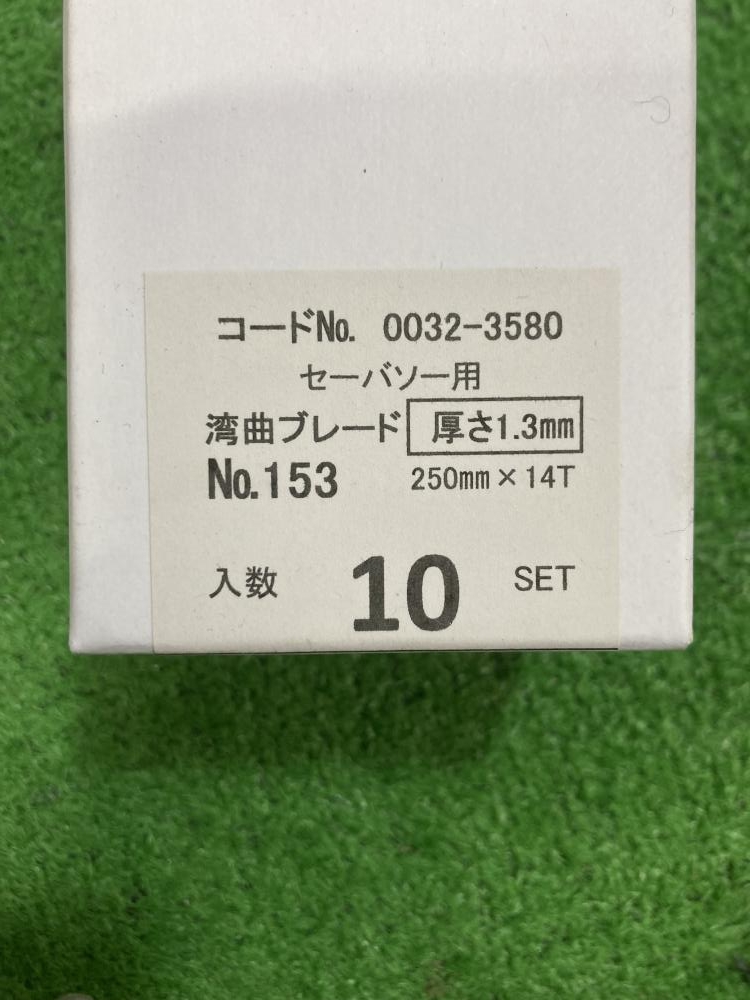 コードNo. 0032-3580
セーバソー用
湾曲ブレード 厚さ1.3mm
No.153 250mm×14T
入数 10 SET